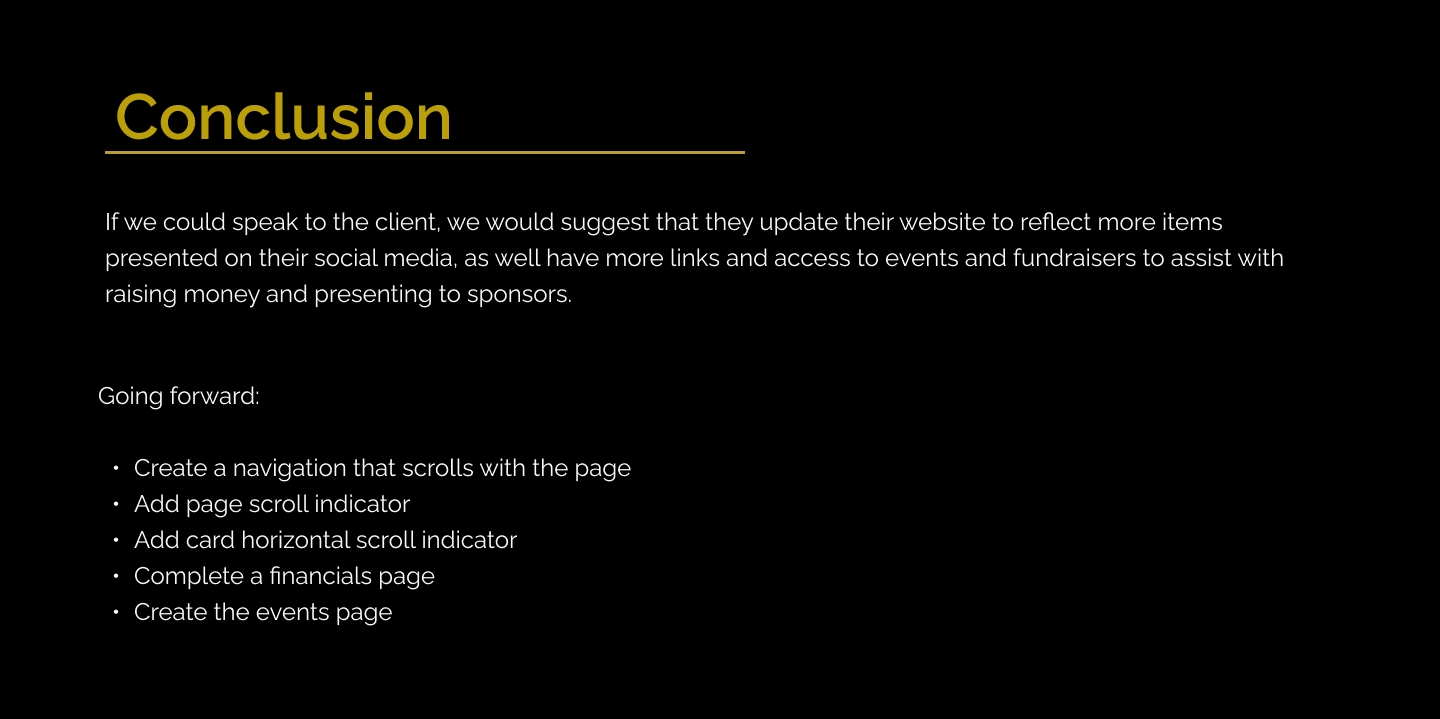 Conclusion
If we could speak to the client, we would suggest that they update their website to reflect more items
presented on their social media, as well have more links and access to events and fundraisers to assist with
raising money and presenting to sponsors.
Going forward:
• Create a navigation that scrolls with the page
• Add page scroll indicator
• Add card horizontal scroll indicator
• Complete a financials page
• Create the events page